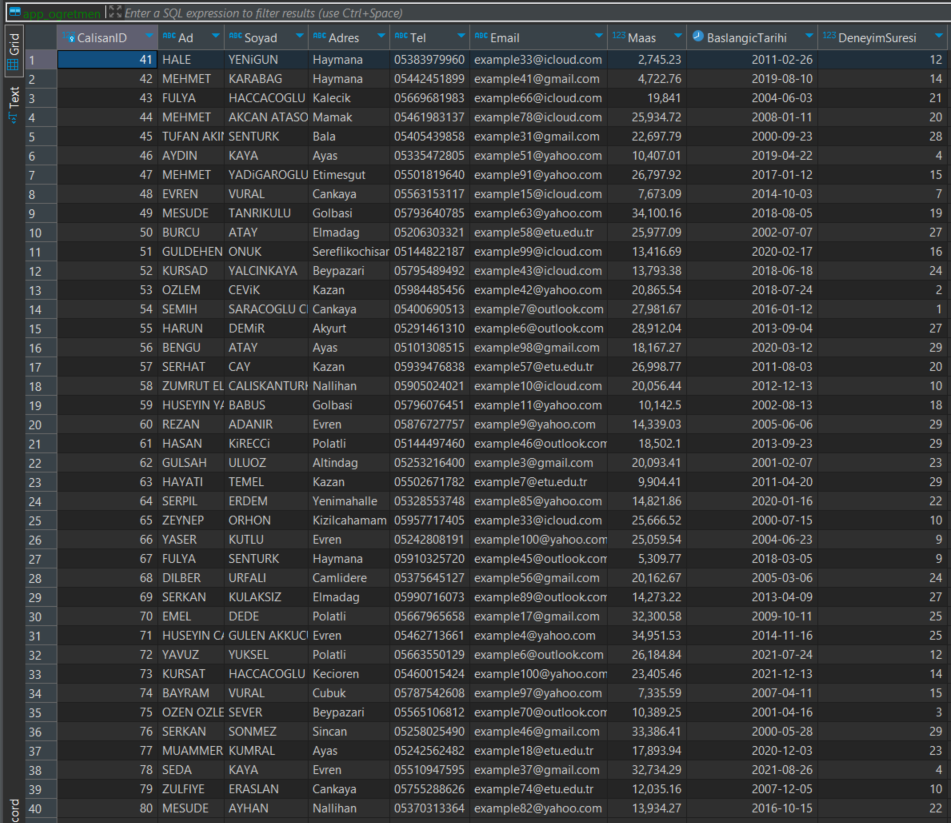 app_ogretmen Enter a SQL expression to filter results (use Ctrl+Space)
Grid
Text
cord
CalisanID ABC Ad ABC Soyad ABC Adres ABC Tel ABC Email 123 Maas BaslangicTarihi 123 DeneyimSuresi
1 41 HALE YENiGUN Haymana 05383979960 example33@icloud.com 2,745.23 2011-02-26 12
2 42 MEHMET KARABAG Haymana 05442451899 example41@gmail.com 4,722.76 2019-08-10 14
3 43 FULYA HACCACOGLU Kalecik 05669681983 example66@icloud.com 19,841 2004-06-03 21
4 44 MEHMET AKCAN ATASO Mamak 05461983137 example78@icloud.com 25,934.72 2008-01-11 20
5 45 TUFAN AKIN SENTURK Bala 05405439858 example31@gmail.com 22,697.79 2000-09-23 28
6 46 AYDIN KAYA Ayas 05335472805 example51@yahoo.com 10,407.01 2019-04-22 4
7 47 MEHMET YADiGAROGLU Etimesgut 05501819640 example91@yahoo.com 26,797.92 2017-01-12 15
8 48 EVREN VURAL Cankaya 05563153117 example15@icloud.com 7,673.09 2014-10-03 7
9 49 MESUDE TANRIKULU Golbasi 05793640785 example63@yahoo.com 34,100.16 2018-08-05 19
10 50 BURCU ATAY Elmadag 05206303321 example58@etu.edu.tr 25,977.09 2002-07-07 27
11 51 GULDEHEN ONUK Sereflikochisar 05144822187 example99@icloud.com 13,416.69 2020-02-17 16
12 52 KURSAD YALCINKAYA Beypazari 05795489492 example43@icloud.com 13,793.38 2018-06-18 24
13 53 OZLEM CEViK Kazan 05984485456 example42@yahoo.com 20,865.54 2018-07-24 2
14 54 SEMIH SARACOGLU Cankaya 05400690513 example7@outlook.com 27,981.67 2016-01-12 1
15 55 HARUN DEMiR Akyurt 05291461310 example6@outlook.com 28,912.04 2013-09-04 27
16 56 BENGU ATAY Ayas 05101308515 example98@gmail.com 18,167.27 2020-03-12 29
17 57 SERHAT CAY Kazan 05939476838 example57@etu.edu.tr 26,998.77 2011-08-03 20
18 58 ZUMRUT EL CALISKANTURK Nallihan 05905024021 example10@icloud.com 20,056.44 2012-12-13 10
19 59 HUSEYIN YA BABUS Golbasi 05796076451 example11@yahoo.com 10,142.5 2002-08-13 18
20 60 REZAN ADANIR Evren 05876727757 example9@yahoo.com 14,339.03 2005-06-06 29
21 61 HASAN KiRECCi Polatli 05144497460 example46@outlook.com 18,502.1 2013-09-23 29
22 62 GULSAH ULUOZ Altindag 05253216400 example3@gmail.com 20,093.41 2001-02-07 23
23 63 HAYATI TEMEL Kazan 05502671782 example7@etu.edu.tr 9,904.41 2011-04-20 29
24 64 SERPIL ERDEM Yenimahalle 05328553748 example85@yahoo.com 14,821.86 2020-01-16 22
25 65 ZEYNEP ORHON Kizilcahamam 05957717405 example33@icloud.com 25,666.52 2000-07-15 10
26 66 YASER KUTLU Evren 05242808191 example100@yahoo.com 25,059.54 2004-06-23 9
27 67 FULYA SENTURK Haymana 05910325720 example45@outlook.com 5,309.77 2018-03-05 9
28 68 DILBER URFALI Camlidere 05375645127 example56@gmail.com 20,162.67 2005-03-06 24
29 69 SERKAN KULAKSIZ Elmadag 05990716073 example89@outlook.com 14,273.22 2013-04-09 27
30 70 EMEL DEDE Polatli 05667965658 example17@gmail.com 32,300.58 2009-10-11 25
31 71 HUSEYIN CA GULEN AKKUCU Evren 05462713661 example4@yahoo.com 34,951.53 2014-11-16 25
32 72 YAVUZ YUKSEL Polatli 05663550129 example6@outlook.com 26,184.84 2021-07-24 12
33 73 KURSAT HACCACOGLU Kecioren 05460015424 example100@yahoo.com 23,405.46 2021-12-13 14
34 74 BAYRAM VURAL Cubuk 05787542608 example97@yahoo.com 7,335.59 2007-04-11 15
35 75 OZEN OZLE SEVER Beypazari 05565106812 example70@outlook.com 10,389.25 2001-04-16 3
36 76 SERKAN SONMEZ Sincan 05258025490 example46@gmail.com 33,386.41 2000-05-28 29
37 77 MUAMMER KUMRAL Ayas 05242562482 example18@etu.edu.tr 17,893.94 2020-12-03 23
38 78 SEDA KAYA Evren 05510947595 example37@gmail.com 32,734.29 2021-08-26 4
39 79 ZULFIYE ERASLAN Cankaya 05755288626 example74@etu.edu.tr 12,035.16 2007-12-05 10
40 80 MESUDE AYHAN Nallihan 05370313364 example82@yahoo.com 13,934.27 2016-10-15 22